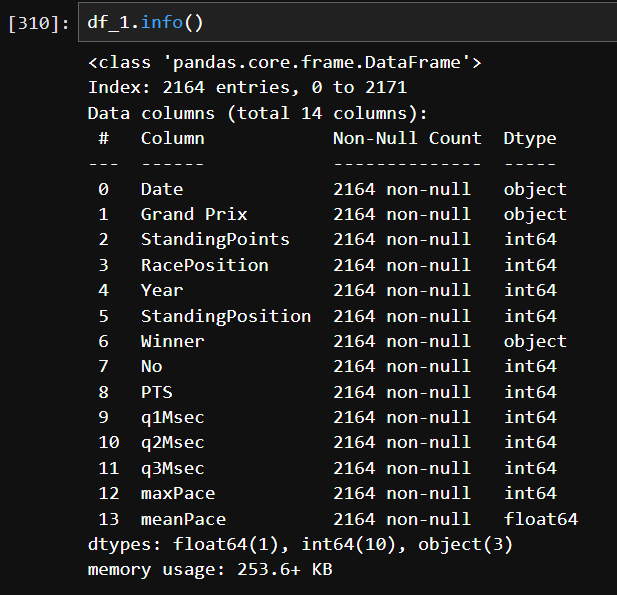 [310]: df_1.info()
<class 'pandas.core.frame.DataFrame'>
Index: 2164 entries, 0 to 2171
Data columns (total 14 columns):
 #   Column            Non-Null Count  Dtype
---  ------            --------------  -----
 0   Date              2164 non-null   object
 1   Grand Prix        2164 non-null   object
 2   StandingPoints    2164 non-null   int64
 3   RacePosition      2164 non-null   int64
 4   Year              2164 non-null   int64
 5   StandingPosition  2164 non-null   int64
 6   Winner            2164 non-null   object
 7   No                2164 non-null   int64
 8   PTS               2164 non-null   int64
 9   q1Msec            2164 non-null   int64
 10  q2Msec            2164 non-null   int64
 11  q3Msec            2164 non-null   int64
 12  maxPace           2164 non-null   int64
 13  meanPace          2164 non-null   float64
dtypes: float64(1), int64(10), object(3)
memory usage: 253.6+ KB